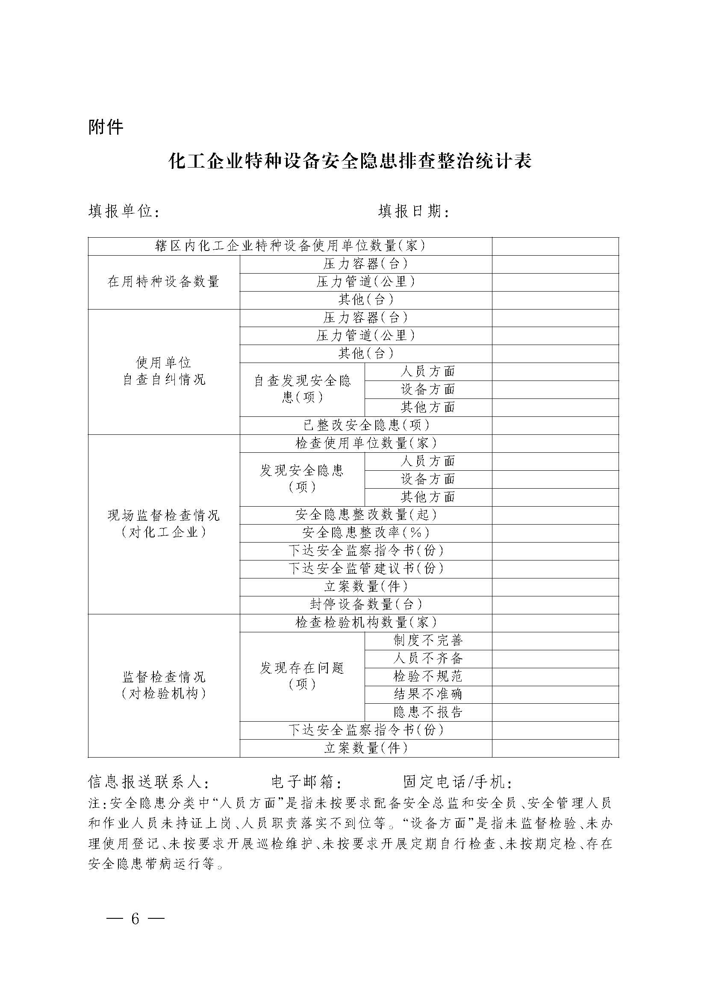 附件
化工企业特种设备安全隐患排查整治统计表
填报单位: 填报日期:
辖区内化工企业特种设备使用单位数量(家)
在用特种设备数量
压力容器(台)
压力管道(公里)
其他(台)
使用单位
自查自纠情况
压力容器(台)
压力管道(公里)
其他(台)
自查发现安全隐
患(项)
人员方面
设备方面
其他方面
已整改安全隐患(项)
现场监督检查情况
(对化工企业)
检查使用单位数量(家)
发现安全隐患
(项)
人员方面
设备方面
其他方面
安全隐患整改数量(起)
安全隐患整改率(%)
下达安全监察指令书(份)
下达安全监管建议书(份)
立案数量(件)
封停设备数量(台)
监督检查情况
(对检验机构)
检查检验机构数量(家)
发现存在问题
(项)
制度不完善
人员不齐备
检验不规范
结果不准确
隐患不报告
下达安全监察指令书(份)
立案数量(件)
信息报送联系人: 电子邮箱: 固定电话/手机:
注:安全隐患分类中“人员方面”是指未按要求配备安全总监和安全员、安全管理人员
和作业人员未持证上岗、人员职责落实不到位等。“设备方面”是指未监督检验、未办
理使用登记、未按要求开展巡检维护、未按要求开展定期自行检查、未按期定检、存在
安全隐患带病运行等。
— 6 —